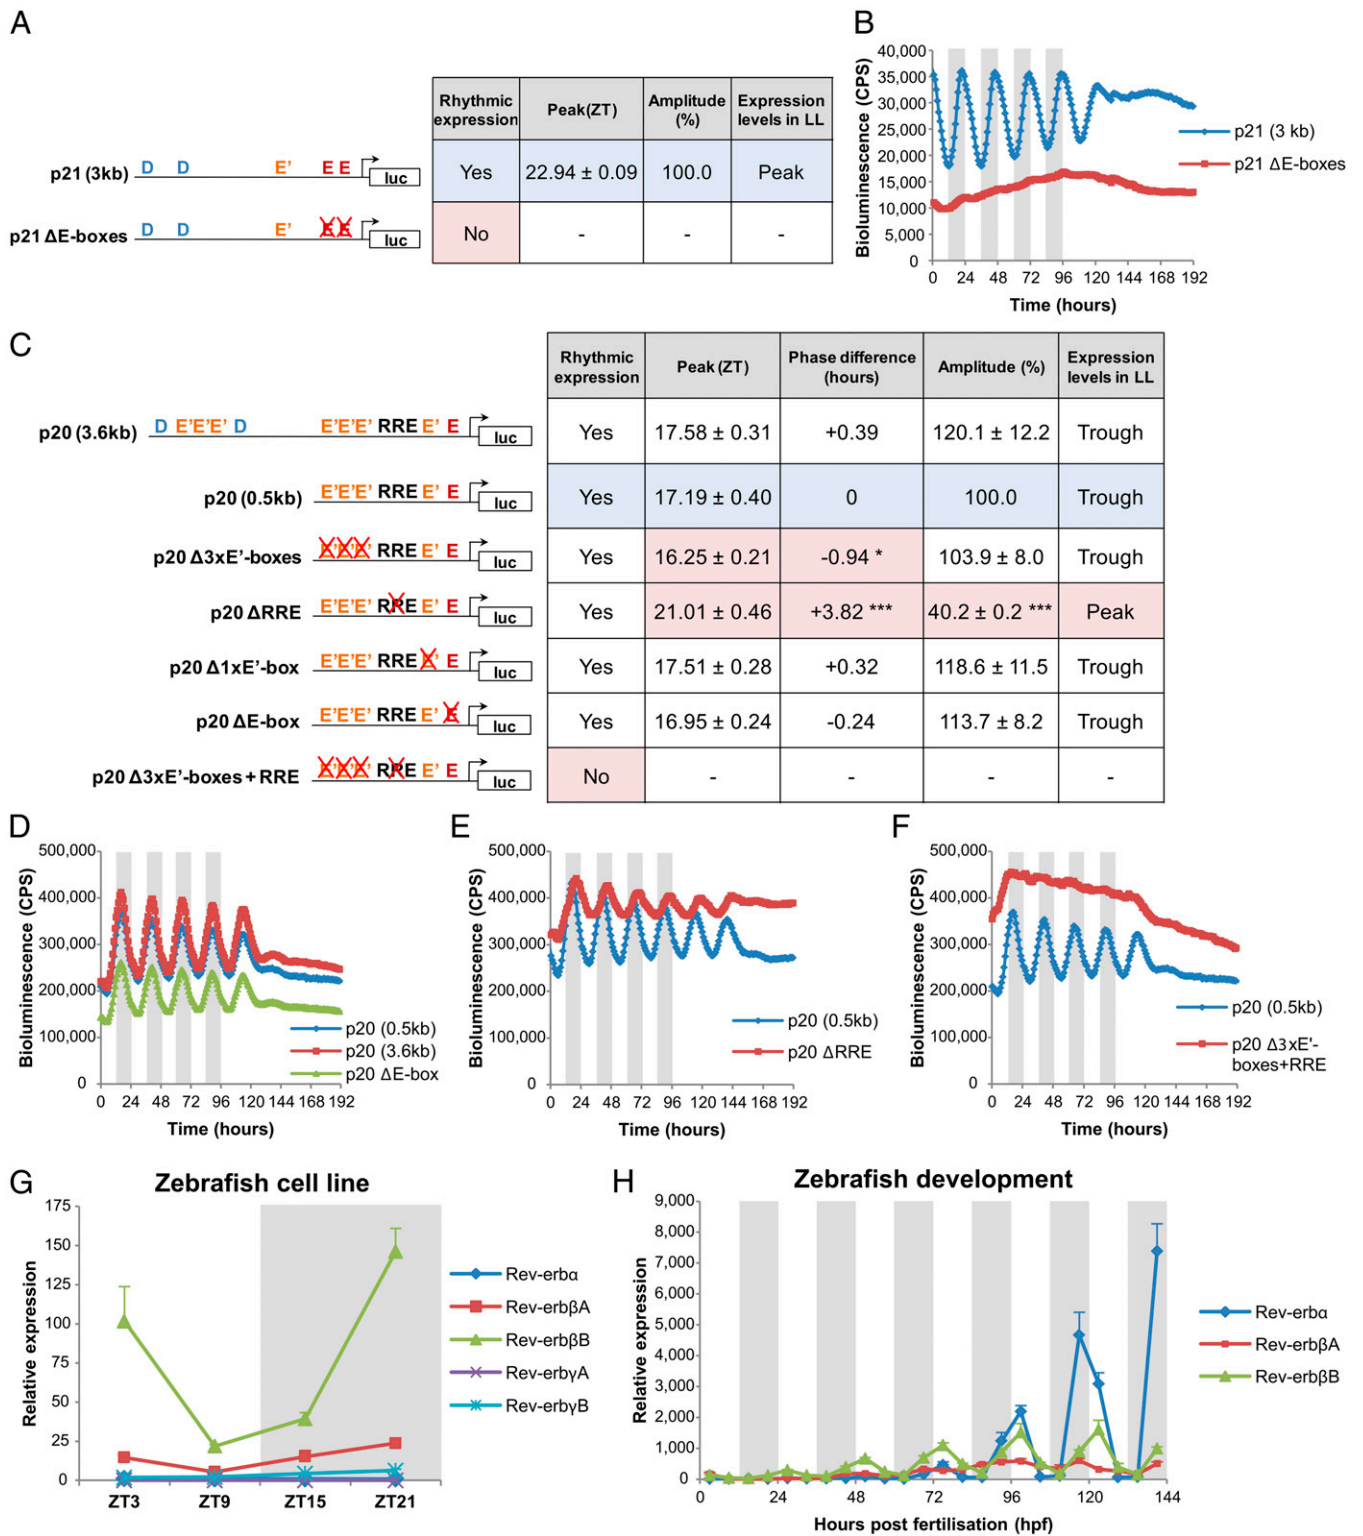 A
Rhythmic expression Peak (ZT) Amplitude (%) Expression levels in LL
p21 (3kb) D D E' E E luc Yes 22.94 ± 0.09 100.0 Peak
p21 ΔE-boxes D D E' E E luc No - - -
B
Bioluminescence (CPS)
40,000
35,000
30,000
25,000
20,000
15,000
10,000
5,000
0
0 24 48 72 96 120 144 168 192
Time (hours)
p21 (3 kb)
p21 ΔE-boxes
C
Rhythmic expression Peak (ZT) Phase difference (hours) Amplitude (%) Expression levels in LL
p20 (3.6kb) D E'E'E' D E'E'E' RRE E' E luc Yes 17.58 ± 0.31 +0.39 120.1 ± 12.2 Trough
p20 (0.5kb) E'E'E' RRE E' E luc Yes 17.19 ± 0.40 0 100.0 Trough
p20 Δ3xE'-boxes E'E'E' RRE E' E luc Yes 16.25 ± 0.21 -0.94 * 103.9 ± 8.0 Trough
p20 ΔRRE E'E'E' RRE E' E luc Yes 21.01 ± 0.46 +3.82 *** 40.2 ± 0.2 *** Peak
p20 Δ1xE'-box E'E'E' RRE E' E luc Yes 17.51 ± 0.28 +0.32 118.6 ± 11.5 Trough
p20 ΔE-box E'E'E' RRE E' E luc Yes 16.95 ± 0.24 -0.24 113.7 ± 8.2 Trough
p20 Δ3xE'-boxes + RRE E'E'E' RRE E' E luc No - - - -
D
Bioluminescence (CPS)
500,000
400,000
300,000
200,000
100,000
0
0 24 48 72 96 120 144 168 192
Time (hours)
p20 (0.5kb)
p20 (3.6kb)
p20 ΔE-box
E
Bioluminescence (CPS)
500,000
400,000
300,000
200,000
100,000
0
0 24 48 72 96 120 144 168 192
Time (hours)
p20 (0.5kb)
p20 ΔRRE
F
Bioluminescence (CPS)
500,000
400,000
300,000
200,000
100,000
0
0 24 48 72 96 120 144 168 192
Time (hours)
p20 (0.5kb)
p20 Δ3xE'-
boxes+RRE
G
Zebrafish cell line
Relative expression
175
150
125
100
75
50
25
0
ZT3 ZT9 ZT15 ZT21
Rev-erbα
Rev-erbβA
Rev-erbβB
Rev-erbγA
Rev-erbγB
H
Zebrafish development
Relative expression
9,000
8,000
7,000
6,000
5,000
4,000
3,000
2,000
1,000
0
0 24 48 72 96 120 144
Hours post fertilisation (hpf)
Rev-erbα
Rev-erbβA
Rev-erbβB